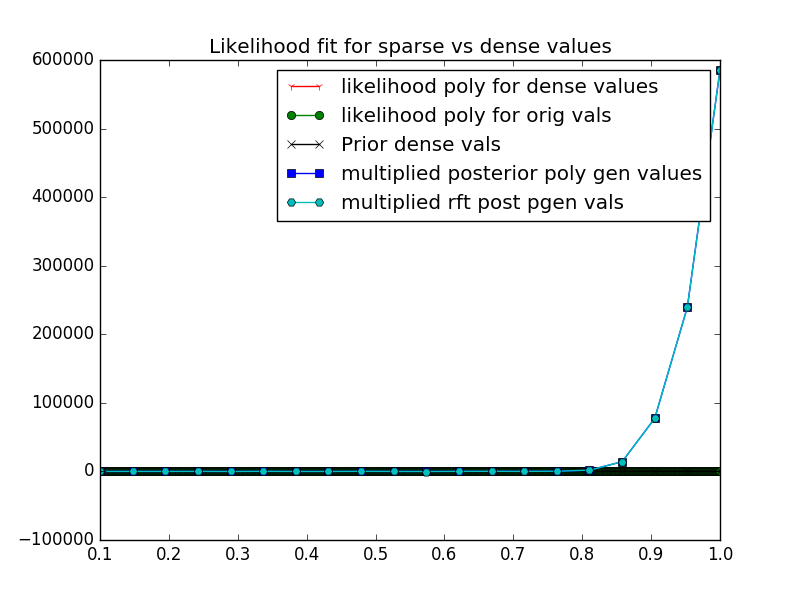 Likelihood fit for sparse vs dense values
600000
500000
400000
300000
200000
100000
0
−100000
likelihood poly for dense values
likelihood poly for orig vals
Prior dense vals
multiplied posterior poly gen values
multiplied rft post pgen vals
0.1 0.2 0.3 0.4 0.5 0.6 0.7 0.8 0.9 1.0